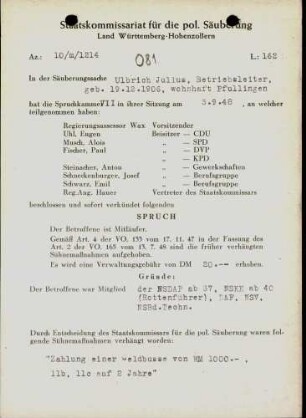 Staatskommissariat für die pol. Säuberung
Land Württemberg-Hohenzollern
Az.: 10/M/1214 081 L.: 162
In der Säuberungssache Ulbrich Julius, Betriebsleiter,
geb. 19.12.1906, wohnhaft Pfullingen
hat die Spruchkammer VII in ihrer Sitzung am 3.9.48 , an welcher
teilgenommen haben:
Regierungsassessor Wax Vorsitzender
Uhl, Eugen Beisitzer — CDU
Musch, Alois „ — SPD
Fischer, Paul „ — DVP
„ — KPD
Steinacher, Anton „ — Gewerkschaften
Schneckenburger, Josef „ — Berufsgruppe
Schwarz, Emil „ — Berufsgruppe
Reg.Ang. Hauer Vertreter des Staatskommissars
beschlossen und sofort verkündet folgenden
SPRUCH
Der Betroffene ist Mitläufer.
Gemäß Art. 4 der VO. 133 vom 17. 11. 47 in der Fassung des
Art. 2 der VO. 165 vom 13. 7. 48 sind die früher verhängten
Sühnemaßnahmen aufgehoben.
Es wird eine Verwaltungsgebühr von DM 20.-- erhoben.
Gründe:
Der Betroffene war Mitglied der NSDAP ab 37, NSKK ab 40
(Rottenführer), DAF, NSV,
NSBd.Techn.
Durch Entscheidung des Staatskommissars für die pol. Säuberung waren folgende
Sühnemaßnahmen verhängt worden:
"Zahlung einer Geldbusse von RM 1000.-- ,
11b, 11c auf 2 Jahre"